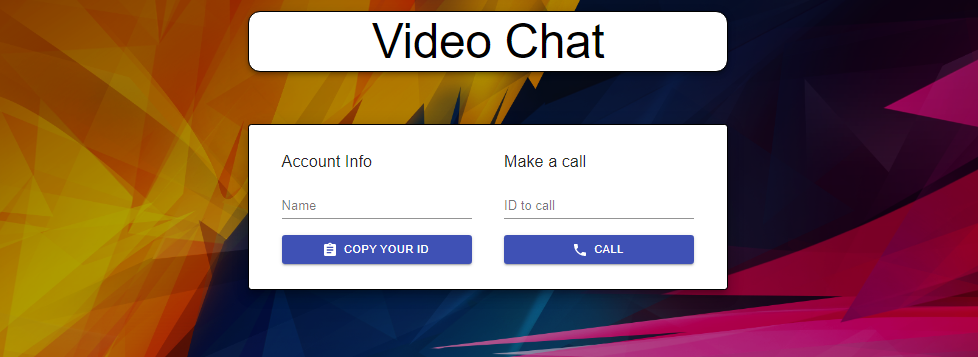 Video Chat
Account Info
Name
COPY YOUR ID
Make a call
ID to call
CALL